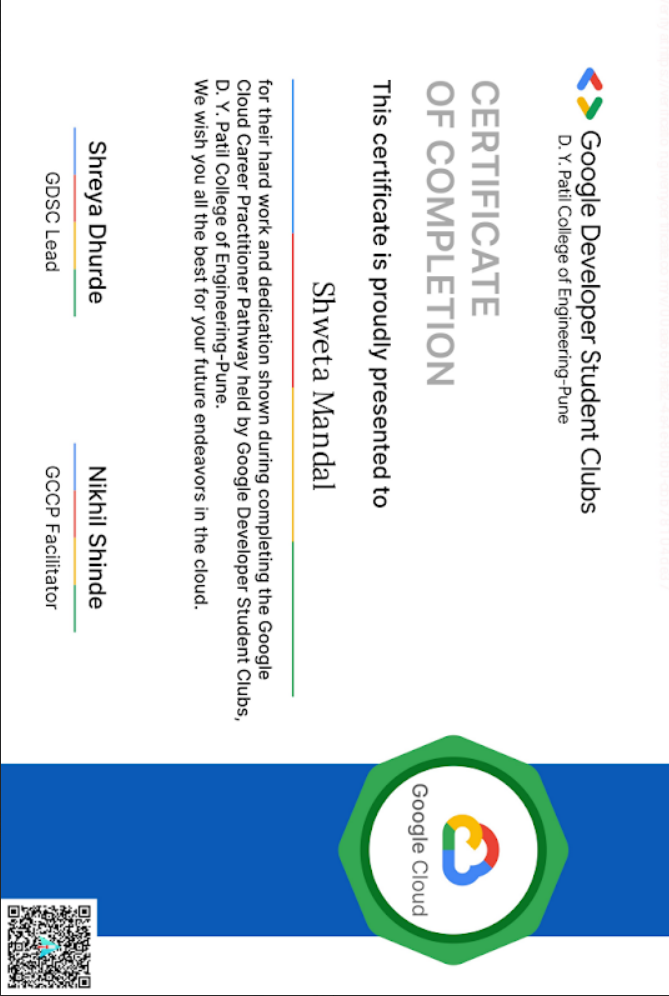 Google Developer Student Clubs
D. Y. Patil College of Engineering-Pune
CERTIFICATE
OF COMPLETION
This certificate is proudly presented to
Shweta Mandal
for their hard work and dedication shown during completing the Google
Cloud Career Practitioner Pathway held by Google Developer Student Clubs,
D. Y. Patil College of Engineering-Pune.
We wish you all the best for your future endeavors in the cloud.
Shreya Dhurde
GDSC Lead
Nikhil Shinde
GCCP Facilitator
Google Cloud